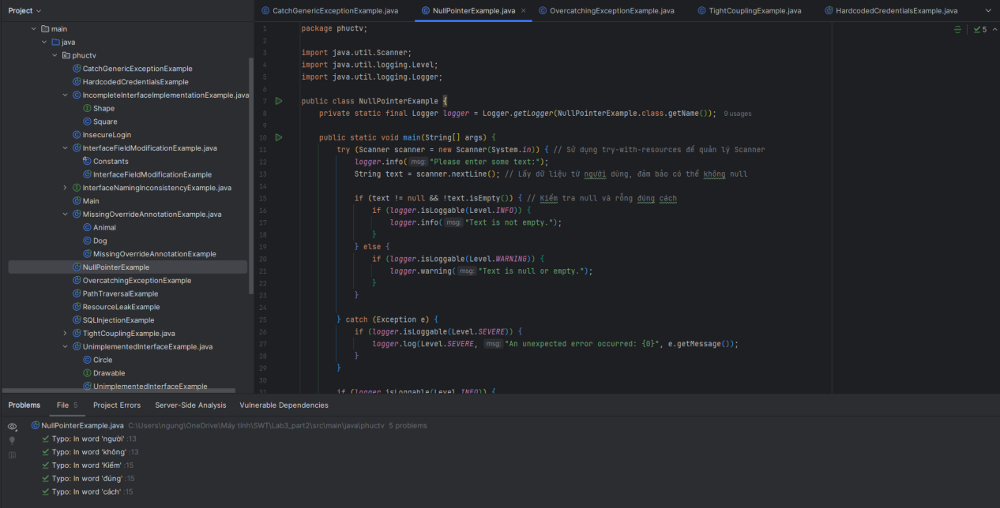 Project
CatchGenericExceptionExample.java
NullPointerExample.java
OvercatchingExceptionExample.java
TightCouplingExample.java
HardcodedCredentialsExample.java
main
java
phuctv
CatchGenericExceptionExample
HardcodedCredentialsExample
IncompleteInterfaceImplementationExample.java
Shape
Square
InsecureLogin
InterfaceFieldModificationExample.java
Constants
InterfaceFieldModificationExample
InterfaceNamingInconsistencyExample.java
Main
MissingOverrideAnnotationExample.java
Animal
Dog
MissingOverrideAnnotationExample
NullPointerExample
OvercatchingExceptionExample
PathTraversalExample
ResourceLeakExample
SQLInjectionExample
TightCouplingExample.java
UnimplementedInterfaceExample.java
Circle
Drawable
UnimplementedInterfaceExample
5
1 package phuctv;
2
3 import java.util.Scanner;
4 import java.util.logging.Level;
5 import java.util.logging.Logger;
6
7 public class NullPointerExample {
8 private static final Logger logger = Logger.getLogger(NullPointerExample.class.getName()); 9 usages
9
10 public static void main(String[] args) {
11 try (Scanner scanner = new Scanner(System.in)) { // Sử dụng try-with-resources để quản lý Scanner
12 logger.info( msg: "Please enter some text:");
13 String text = scanner.nextLine(); // Lấy dữ liệu từ người dùng, đảm bảo có thể không null
14
15 if (text != null && !text.isEmpty()) { // Kiểm tra null và rỗng đúng cách
16 if (logger.isLoggable(Level.INFO)) {
17 logger.info( msg: "Text is not empty.");
18 }
19 } else {
20 if (logger.isLoggable(Level.WARNING)) {
21 logger.warning( msg: "Text is null or empty.");
22 }
23 }
24
25 } catch (Exception e) {
26 if (logger.isLoggable(Level.SEVERE)) {
27 logger.log(Level.SEVERE, msg: "An unexpected error occurred: {0}", e.getMessage());
28 }
29 }
30
31 if (logger.isLoggable(Level.INFO)) {
Problems
File 5
Project Errors
Server-Side Analysis
Vulnerable Dependencies
NullPointerExample.java C:\Users\ngung\OneDrive\Máy tính\SWT\Lab3_part2\src\main\java\phuctv 5 problems
Typo: In word 'người' :13
Typo: In word 'không' :13
Typo: In word 'Kiểm' :15
Typo: In word 'đúng' :15
Typo: In word 'cách' :15